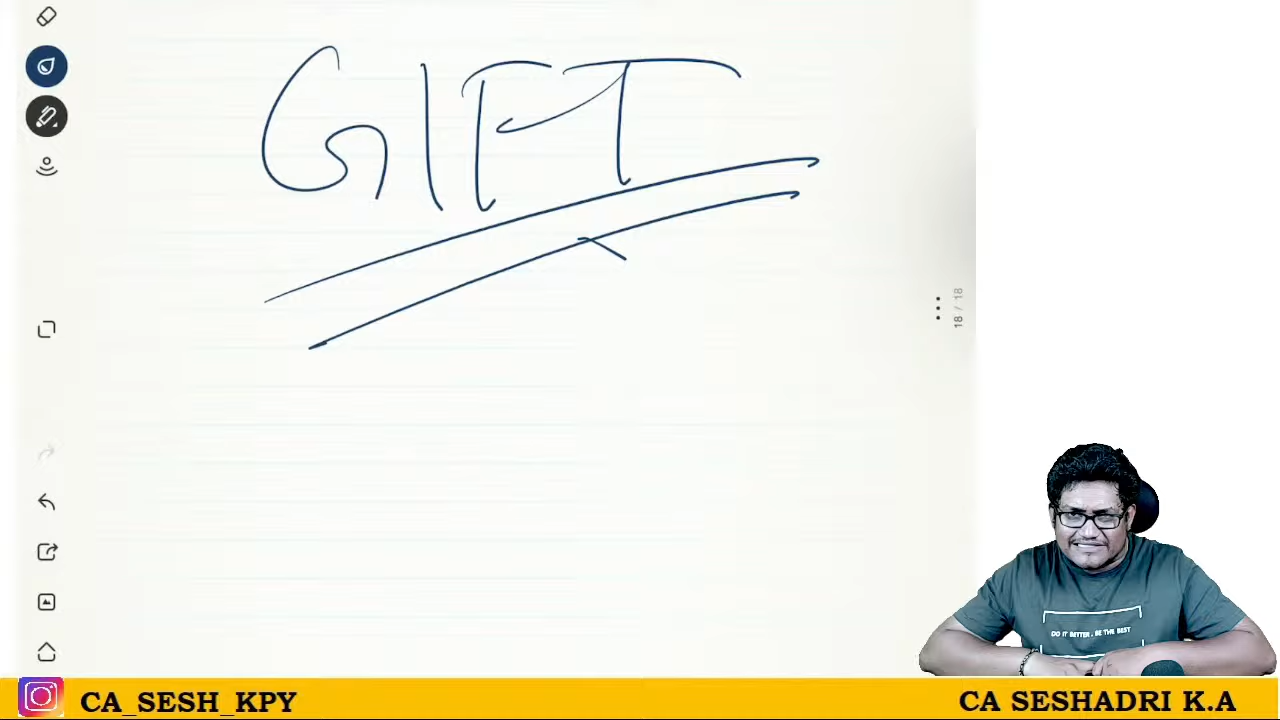 GIFT
18 / 18
DO IT BETTER . BE THE BEST
CA_SESH_KPY
CA SESHADRI K.A